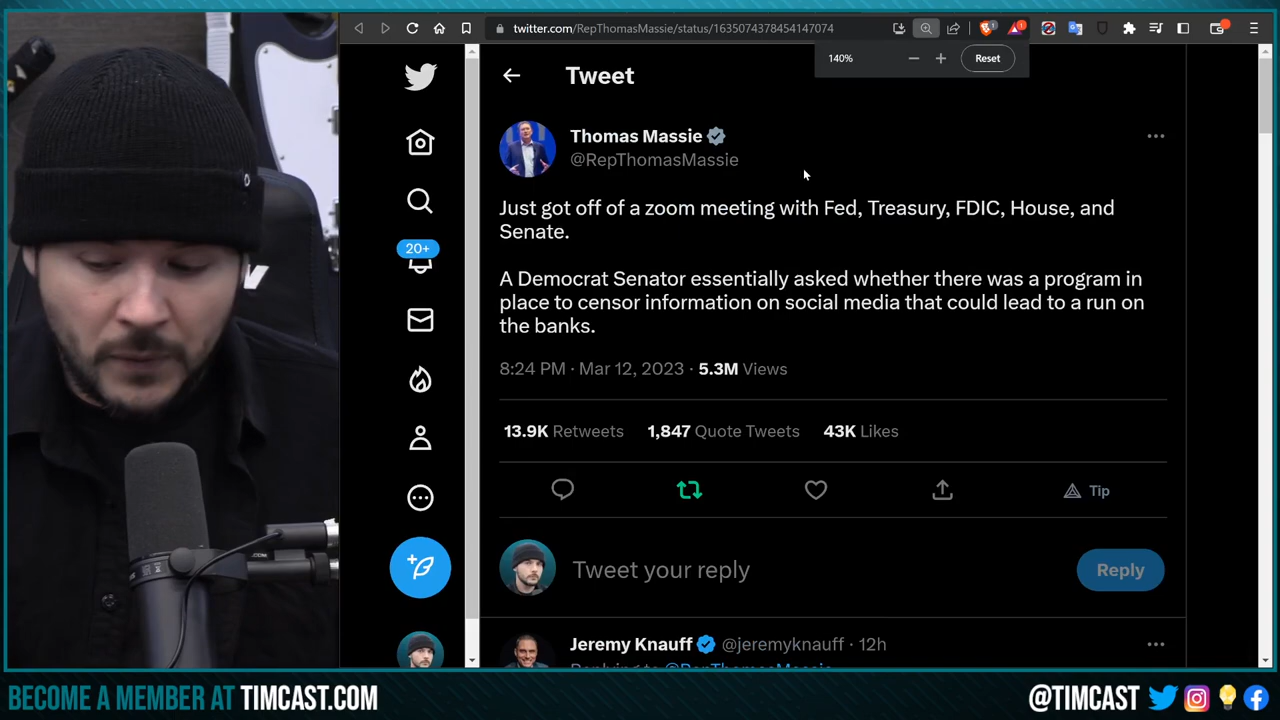 twitter.com/RepThomasMassie/status/1635074378454147074
140%
Reset
Tweet
Thomas Massie
@RepThomasMassie
Just got off of a zoom meeting with Fed, Treasury, FDIC, House, and
Senate.
A Democrat Senator essentially asked whether there was a program in
place to censor information on social media that could lead to a run on
the banks.
8:24 PM · Mar 12, 2023 · 5.3M Views
13.9K Retweets 1,847 Quote Tweets 43K Likes
Tip
20+
Tweet your reply
Reply
Jeremy Knauff @jeremyknauff · 12h
Replying to @RepThomasMassie
BECOME A MEMBER AT TIMCAST.COM
@TIMCAST